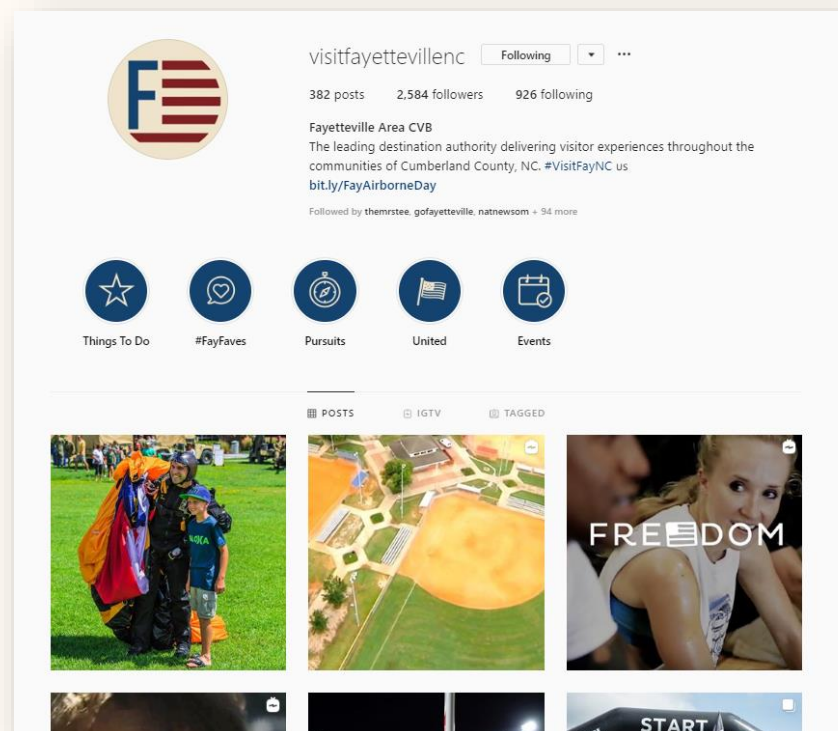 visitfayettevillenc Following
382 posts 2,584 followers 926 following
Fayetteville Area CVB
The leading destination authority delivering visitor experiences throughout the
communities of Cumberland County, NC. #VisitFayNC us
bit.ly/FayAirborneDay
Followed by themrstee, gofayetteville, natnewsom + 94 more
Things To Do #FayFaves Pursuits United Events
POSTS IGTV TAGGED
FREEDOM
START